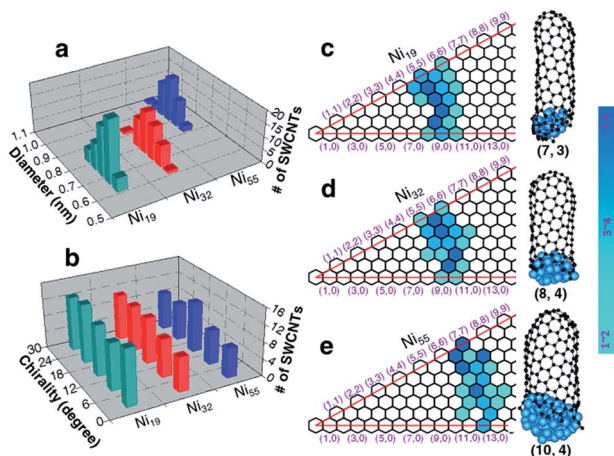 a
1.1
1.0
0.9
0.8
0.7
0.6
0.5
Diameter (nm)
Ni19
Ni32
Ni55
20
15
10
5
0
# of SWCNTs
b
30
24
18
12
6
0
Chirality (degree)
Ni19
Ni32
Ni55
16
12
8
4
0
# of SWCNTs
c
Ni19
(1,1) (2,2) (3,3) (4,4) (5,5) (6,6) (7,7) (8,8) (9,9)
(1,0) (3,0) (5,0) (7,0) (9,0) (11,0) (13,0)
(7, 3)
d
Ni32
(1,1) (2,2) (3,3) (4,4) (5,5) (6,6) (7,7) (8,8) (9,9)
(1,0) (3,0) (5,0) (7,0) (9,0) (11,0) (13,0)
(8, 4)
e
Ni55
(1,1) (2,2) (3,3) (4,4) (5,5) (6,6) (7,7) (8,8) (9,9)
(1,0) (3,0) (5,0) (7,0) (9,0) (11,0) (13,0)
(10, 4)
3~4
1~2